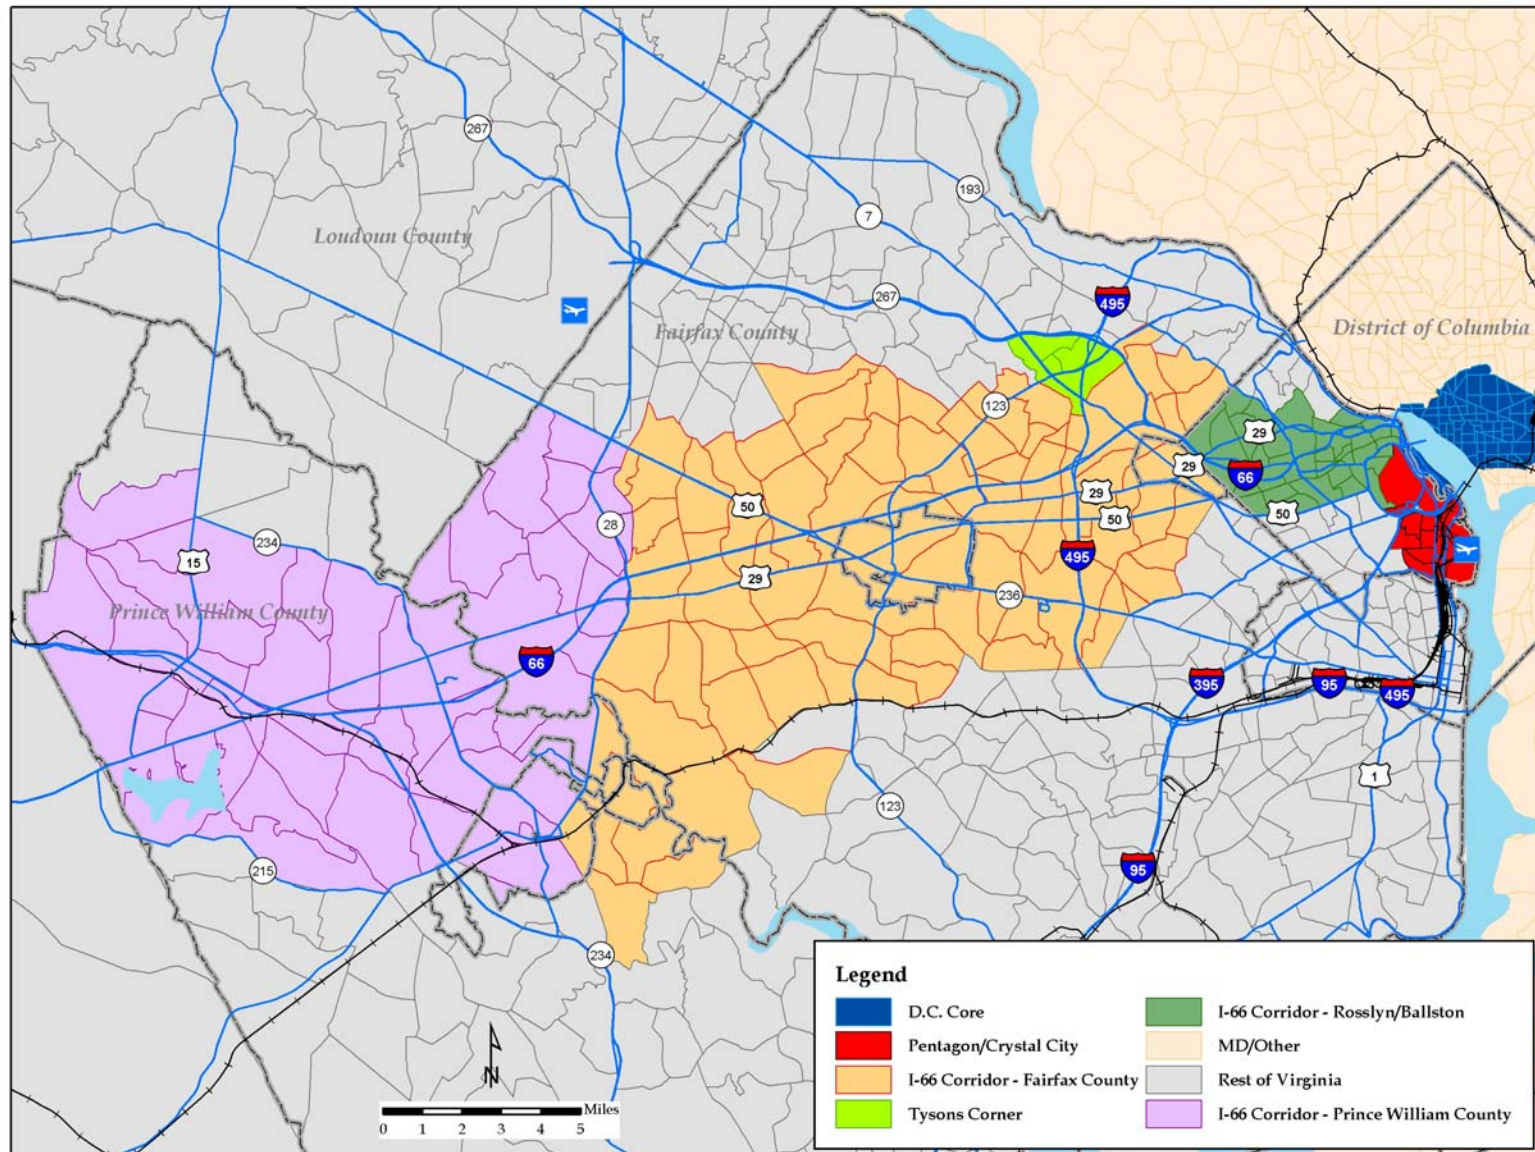 267
193
7
Loudoun County
267
495
Fairfax County
District of Columbia
123
29
29
66
50
29
50
28
50
29
234
15
495
29
236
Prince William County
66
395
95
495
1
123
215
95
234
N
Miles
0 1 2 3 4 5
Legend
D.C. Core
Pentagon/Crystal City
I-66 Corridor - Fairfax County
Tysons Corner
I-66 Corridor - Rosslyn/Ballston
MD/Other
Rest of Virginia
I-66 Corridor - Prince William County